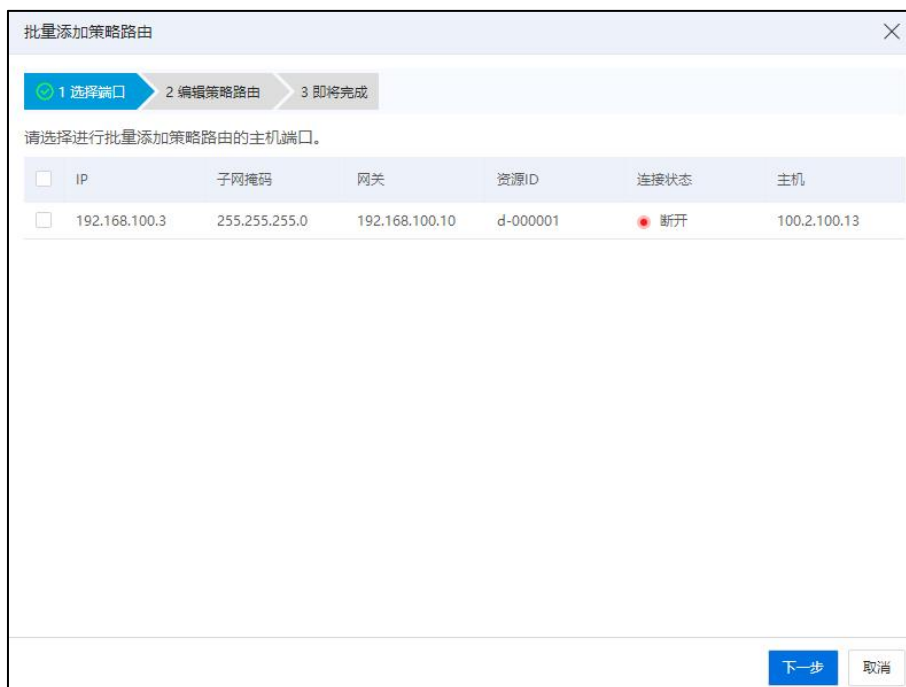 批量添加策略路由
1 选择端口 2 编辑策略路由 3 即将完成
请选择进行批量添加策略路由的主机端口。
IP 子网掩码 网关 资源ID 连接状态 主机
192.168.100.3 255.255.255.0 192.168.100.10 d-000001 断开 100.2.100.13
下一步 取消